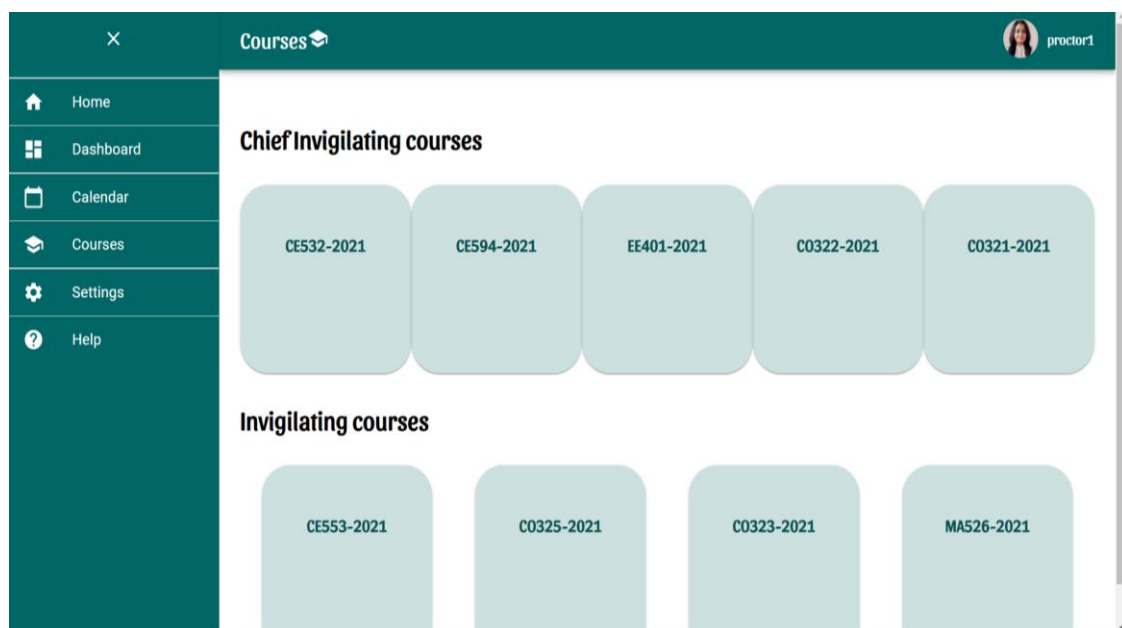 Courses
proctor1
Home
Dashboard
Calendar
Courses
Settings
Help
Chief Invigilating courses
CE532-2021 CE594-2021 EE401-2021 CO322-2021 CO321-2021
Invigilating courses
CE553-2021 CO325-2021 CO323-2021 MA526-2021